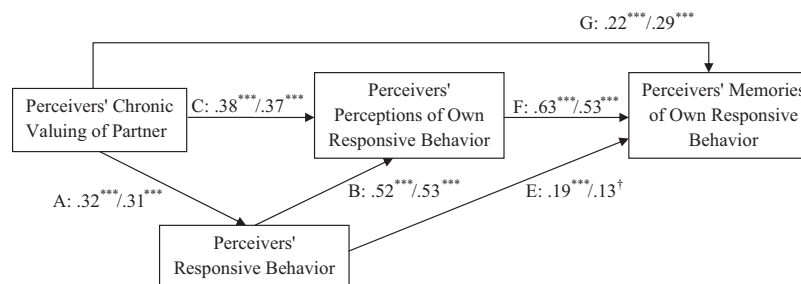 G: .22***/.29***
Perceivers' Chronic
Valuing of Partner
C: .38***/.37***
Perceivers'
Perceptions of Own
Responsive Behavior
F: .63***/.53***
Perceivers' Memories
of Own Responsive
Behavior
A: .32***/.31***
B: .52***/.53***
E: .19***/.13†
Perceivers'
Responsive Behavior